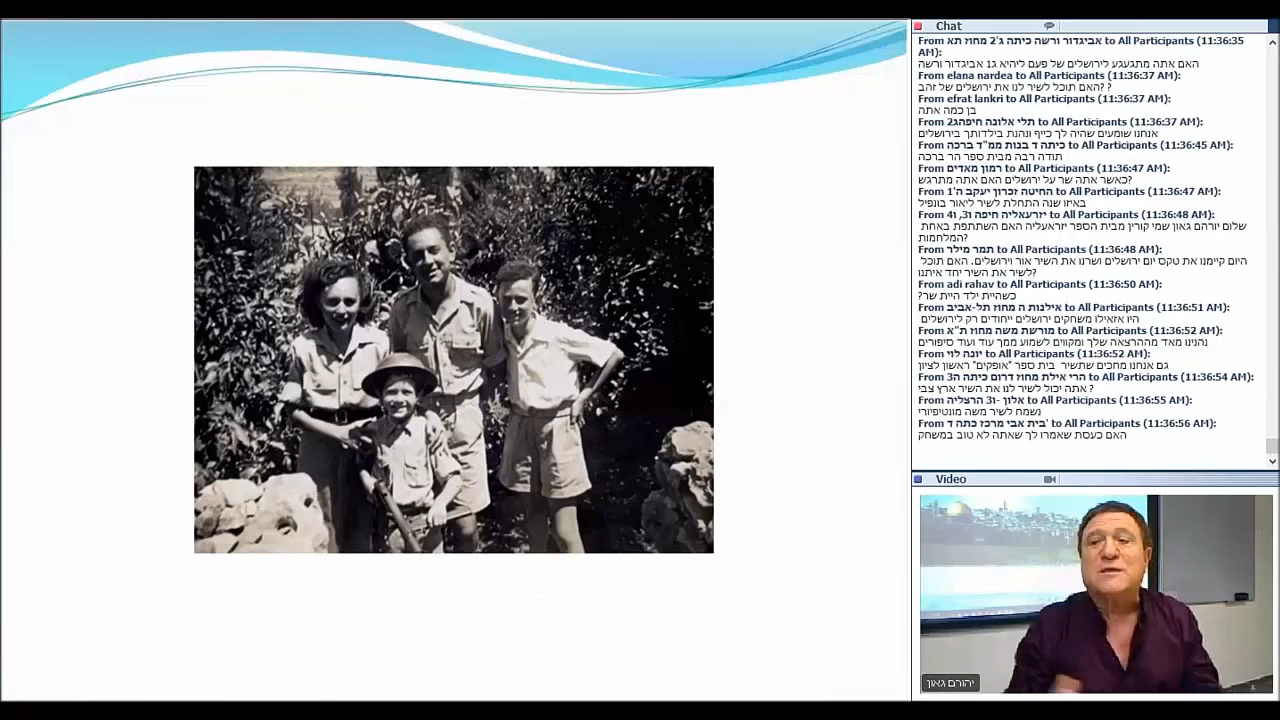 Chat
From אביגדור ורשה כיתה ג'2 מחוז תא to All Participants (11:36:35
AM):
האם אתה מתגעגע לירושלים של פעם ליהיא ג1 אביגדור ורשה
From elana nardea to All Participants (11:36:37 AM):
האם תוכל לשיר לנו את ירושלים של זהב? ?
From efrat lankri to All Participants (11:36:37 AM):
בן כמה אתה
From תלי אלונה חיפהג2 to All Participants (11:36:37 AM):
אנחנו שומעים שהיה לך כייף ונהנת בילדותך בירושלים
From כיתה ד בנות ממ"ד ברכה to All Participants (11:36:45 AM):
תודה רבה מבית ספר הר ברכה
From רמון מאדים to All Participants (11:36:47 AM):
כאשר אתה שר על ירושלים האם אתה מתרגש?
From החיטה זכרון יעקב ה'1 to All Participants (11:36:47 AM):
באיזו שנה התחלת לשיר ליאור בונפיל
From יזרעאליה חיפה ו3, ו4 to All Participants (11:36:48 AM):
שלום יורהם גאון שמי קורין מבית הספר יזראעליה האם השתתפת באחת
המלחמות?
From תמר מילר to All Participants (11:36:48 AM):
היום קיימנו את טקס יום ירושלים ושרנו את השיר אור וירושלים. האם תוכל
לשיר את השיר יחד איתנו?
From adi rahav to All Participants (11:36:50 AM):
כשהיית ילד היית שר?
From אילנות ה מחוז תל-אביב to All Participants (11:36:51 AM):
היו אזאילו משחקים ירושלים ייחודים רק לירושלים
From מורשת משה מחוז ת"א to All Participants (11:36:52 AM):
נהנינו מאד מההרצאה שלך ומקווים לשמוע ממך עוד ועוד סיפורים
From יונה לוי to All Participants (11:36:52 AM):
גם אנחנו מחכים שתשיר בית ספר "אופקים" ראשון לציון
From הרי אילת מחוז דרום כיתה ה3 to All Participants (11:36:54 AM):
אתה יכול לשיר לנו את השיר ארץ צבי ?
From אלון -ו3 הרצליה to All Participants (11:36:55 AM):
נשמח לשיר משה מונטיפיורי
From בית אבי מרכז כתה ד' to All Participants (11:36:56 AM):
האם כעסת שאמרו לך שאתה לא טוב במשחק
Video
יהורם גאון